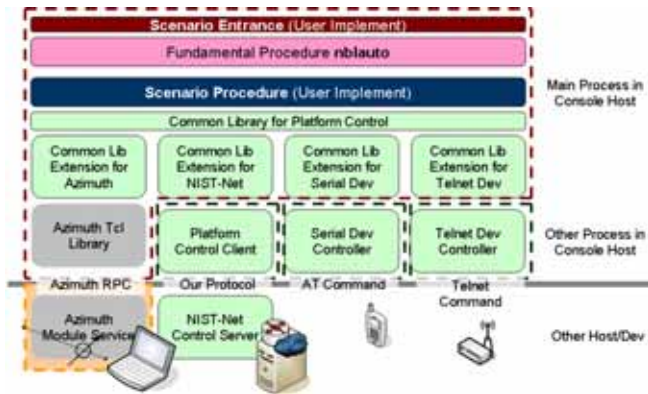 Scenario Entrance (User Implement)
Fundamental Procedure nblauto
Scenario Procedure (User Implement)
Common Library for Platform Control
Main Process in
Console Host
Common Lib
Extension for
Azimuth
Common Lib
Extension for
NIST-Net
Common Lib
Extension for
Serial Dev
Common Lib
Extension for
Telnet Dev
Azimuth Tcl
Library
Platform
Control Client
Serial Dev
Controller
Telnet Dev
Controller
Other Process in
Console Host
Azimuth RPC
Our Protocol
AT Command
Telnet
Command
Azimuth
Module Service
NIST-Net
Control Server
Other Host/Dev